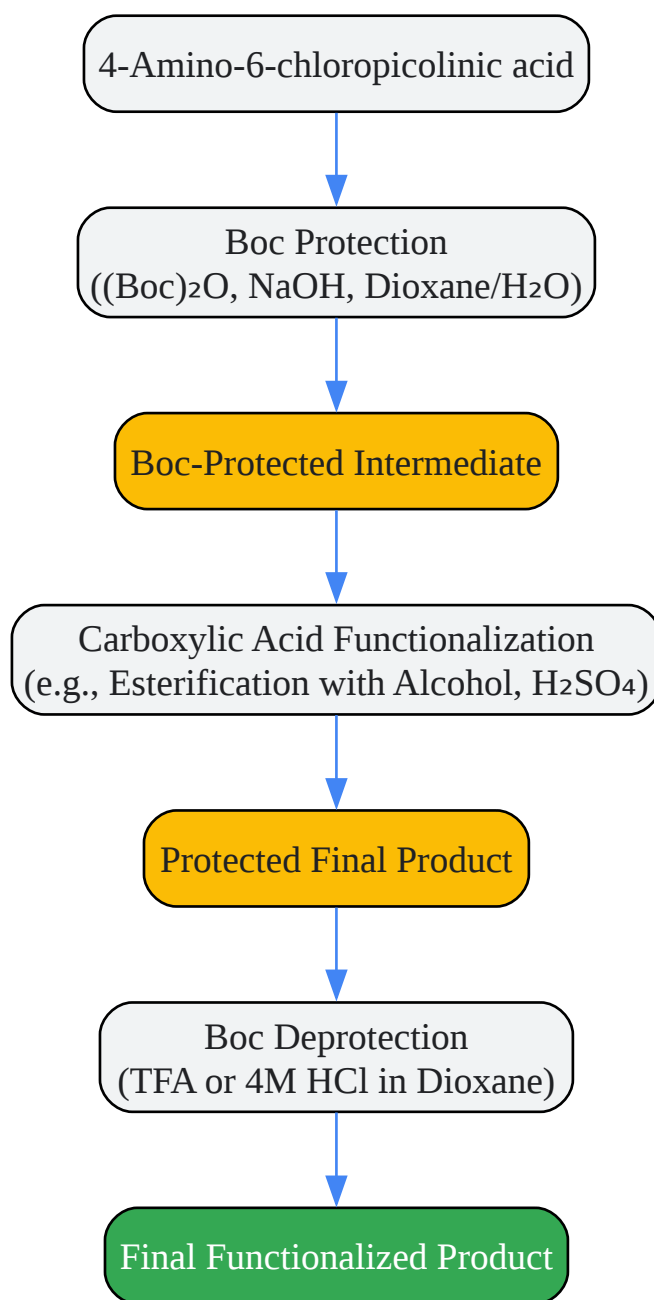 4-Amino-6-chloropicolinic acid
Boc Protection
((Boc)₂O, NaOH, Dioxane/H₂O)
Boc-Protected Intermediate
Carboxylic Acid Functionalization
(e.g., Esterification with Alcohol, H₂SO₄)
Protected Final Product
Boc Deprotection
(TFA or 4M HCl in Dioxane)
Final Functionalized Product